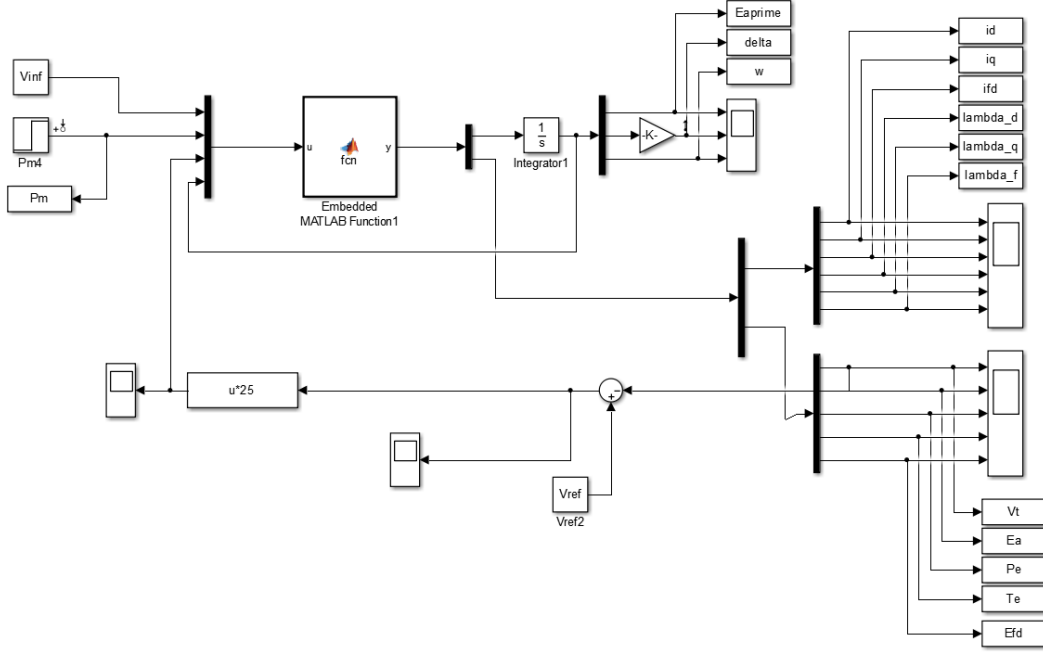 Eaprime
delta
w
id
iq
ifd
lambda_d
lambda_q
lambda_f
Vinf
Pm4
Pm
u
fcn
y
Embedded
MATLAB Function1
1
s
Integrator1
-K-
u*25
Vref
Vref2
Vt
Ea
Pe
Te
Efd